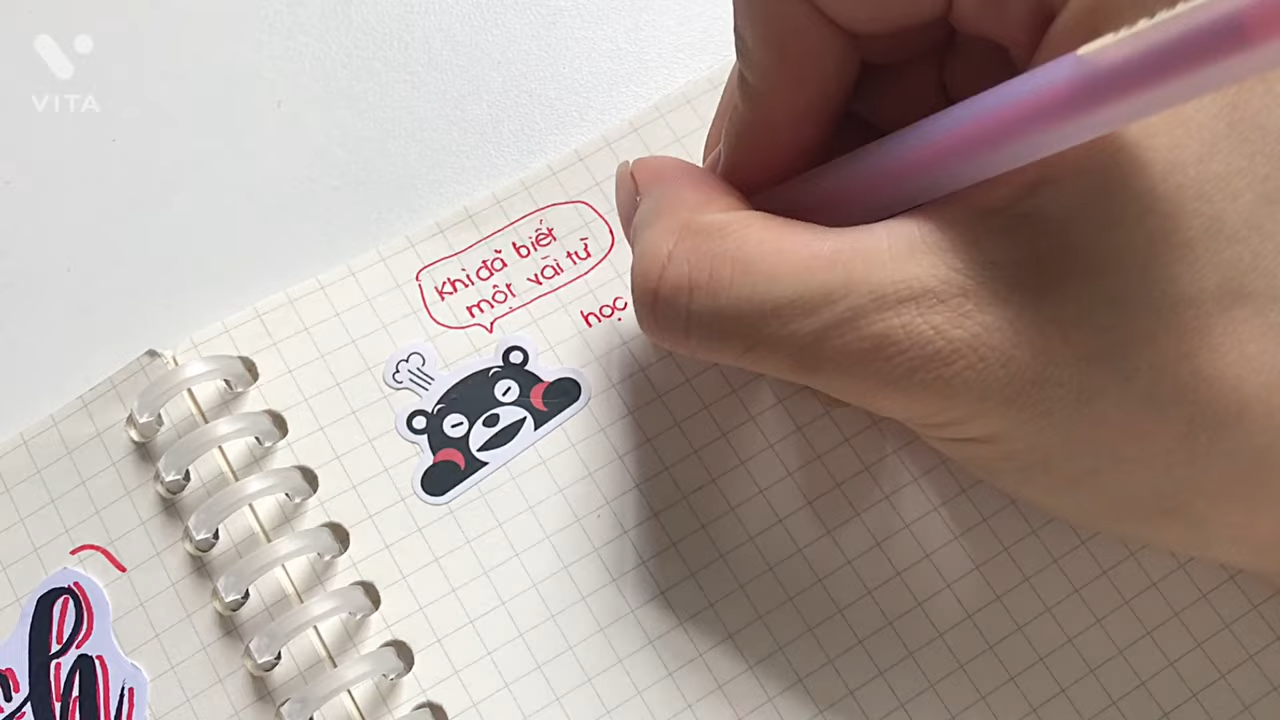 VITA
Khi đã biết
một vài từ
học